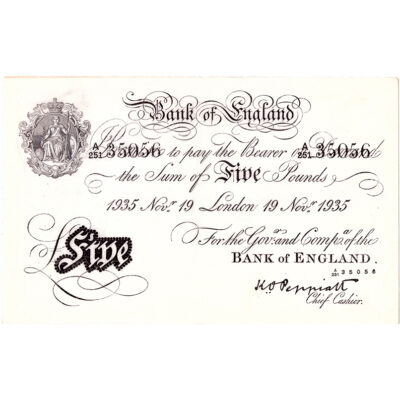 Bank of England
A/251 35056 A/251 35056
to pay the Bearer
the Sum of Five Pounds
1935 Novr. 19 London 19 Novr. 1935
For the Govr. and Compa. of the
BANK of ENGLAND.
A/251 35056
£Five
K O Peppiatt
Chief Cashier.